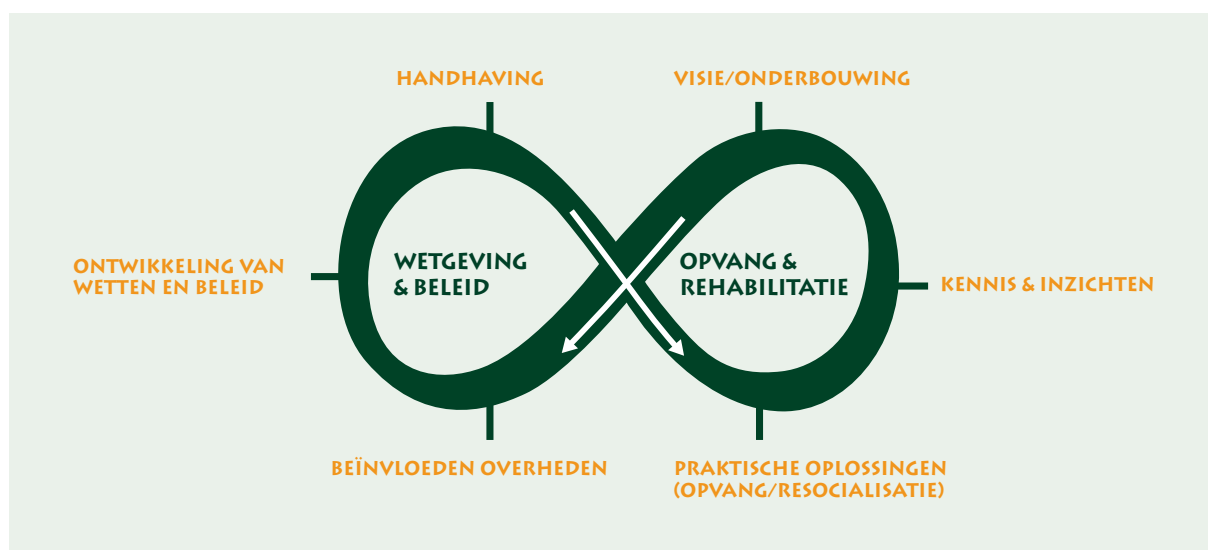 HANDHAVING
VISIE/ONDERBOUWING
ONTWIKKELING VAN
WETTEN EN BELEID
WETGEVING
& BELEID
OPVANG &
REHABILITATIE
KENNIS & INZICHTEN
BEÏNVLOEDEN OVERHEDEN
PRAKTISCHE OPLOSSINGEN
(OPVANG/RESOCIALISATIE)